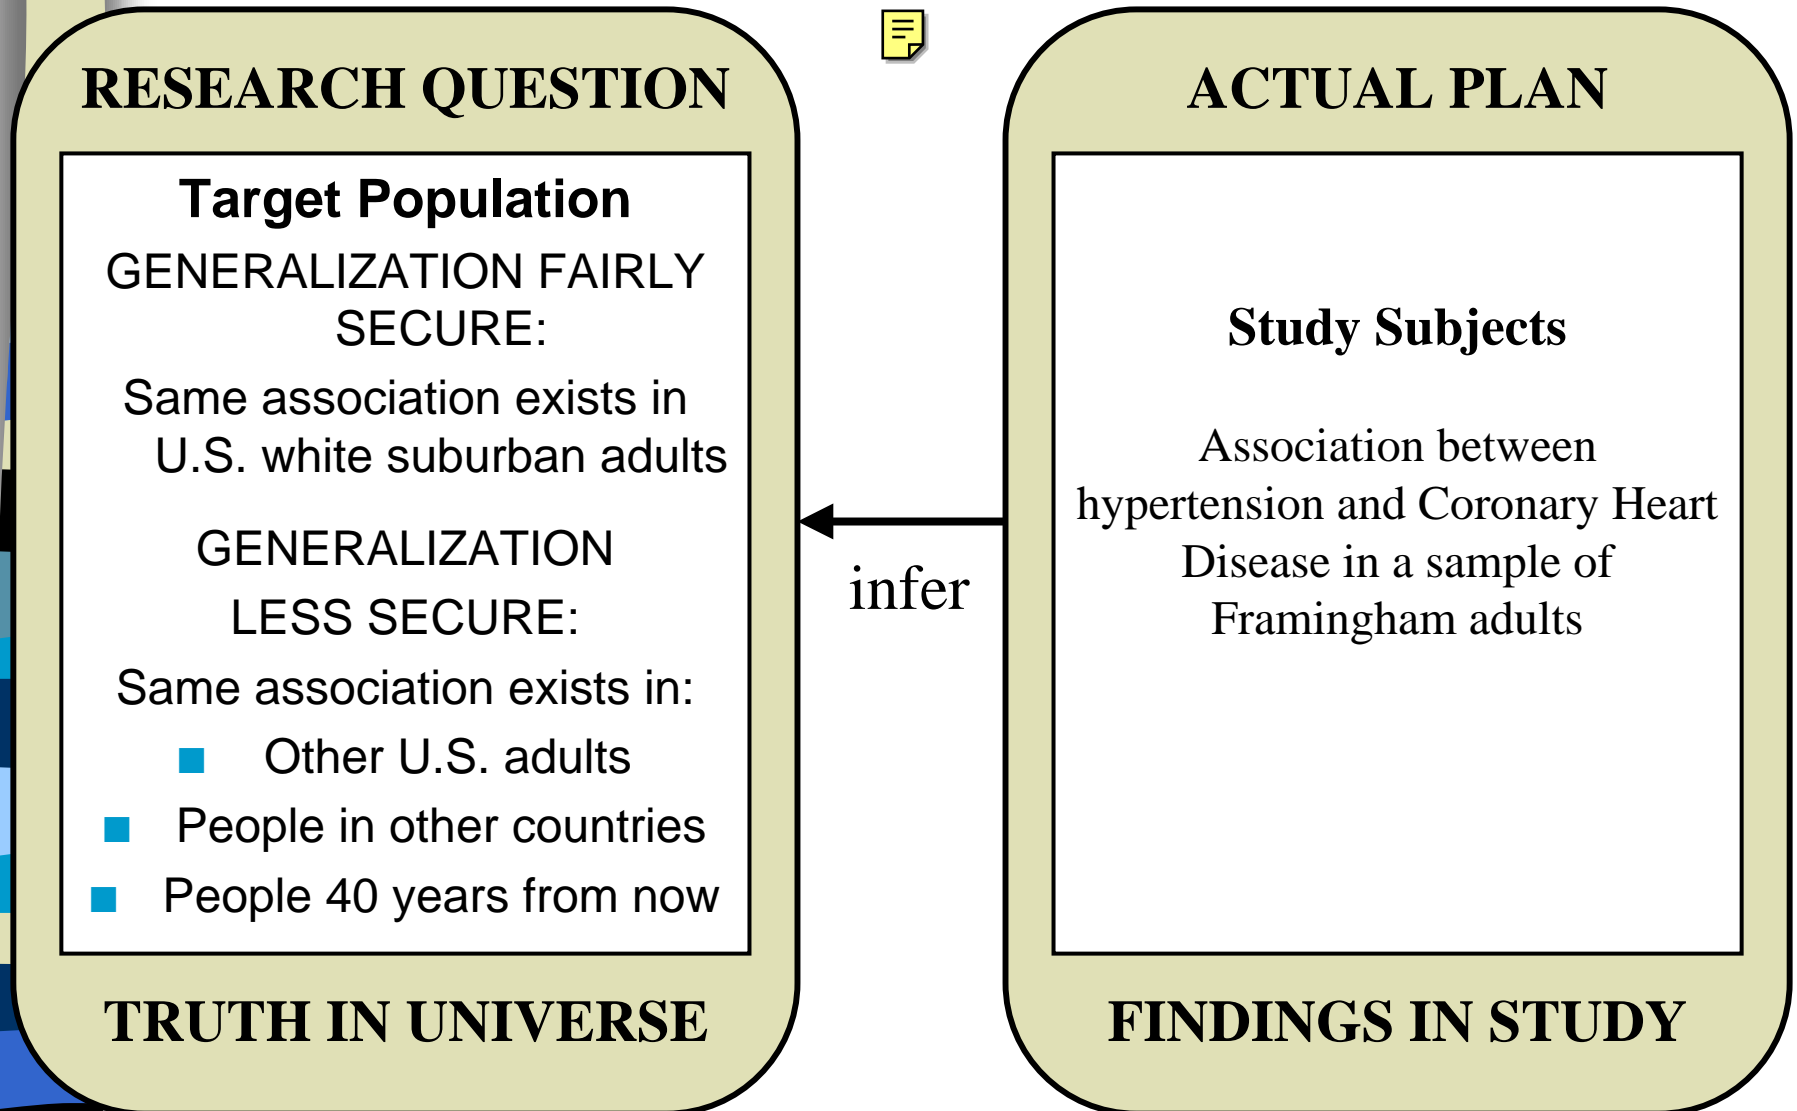 RESEARCH QUESTION
Target Population
GENERALIZATION FAIRLY
SECURE:
Same association exists in
U.S. white suburban adults
GENERALIZATION
LESS SECURE:
Same association exists in:
Other U.S. adults
People in other countries
People 40 years from now
TRUTH IN UNIVERSE
infer
ACTUAL PLAN
Study Subjects
Association between
hypertension and Coronary Heart
Disease in a sample of
Framingham adults
FINDINGS IN STUDY